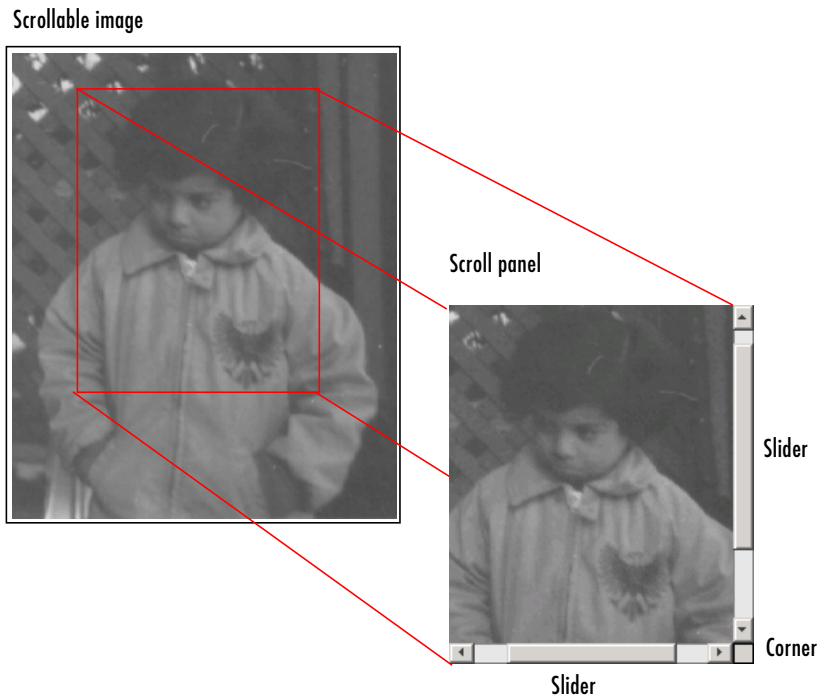 Scrollable image
Scroll panel
Slider
Corner
Slider